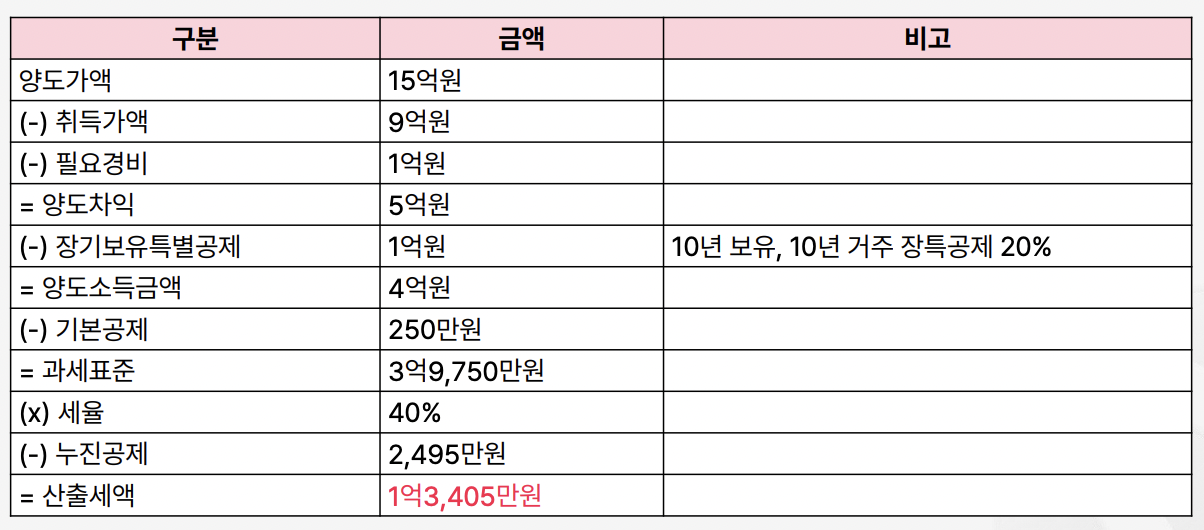 구분 금액 비고
양도가액 15억원
(-) 취득가액 9억원
(-) 필요경비 1억원
= 양도차익 5억원
(-) 장기보유특별공제 1억원 10년 보유, 10년 거주 장특공제 20%
= 양도소득금액 4억원
(-) 기본공제 250만원
= 과세표준 3억9,750만원
(x) 세율 40%
(-) 누진공제 2,495만원
= 산출세액 1억3,405만원